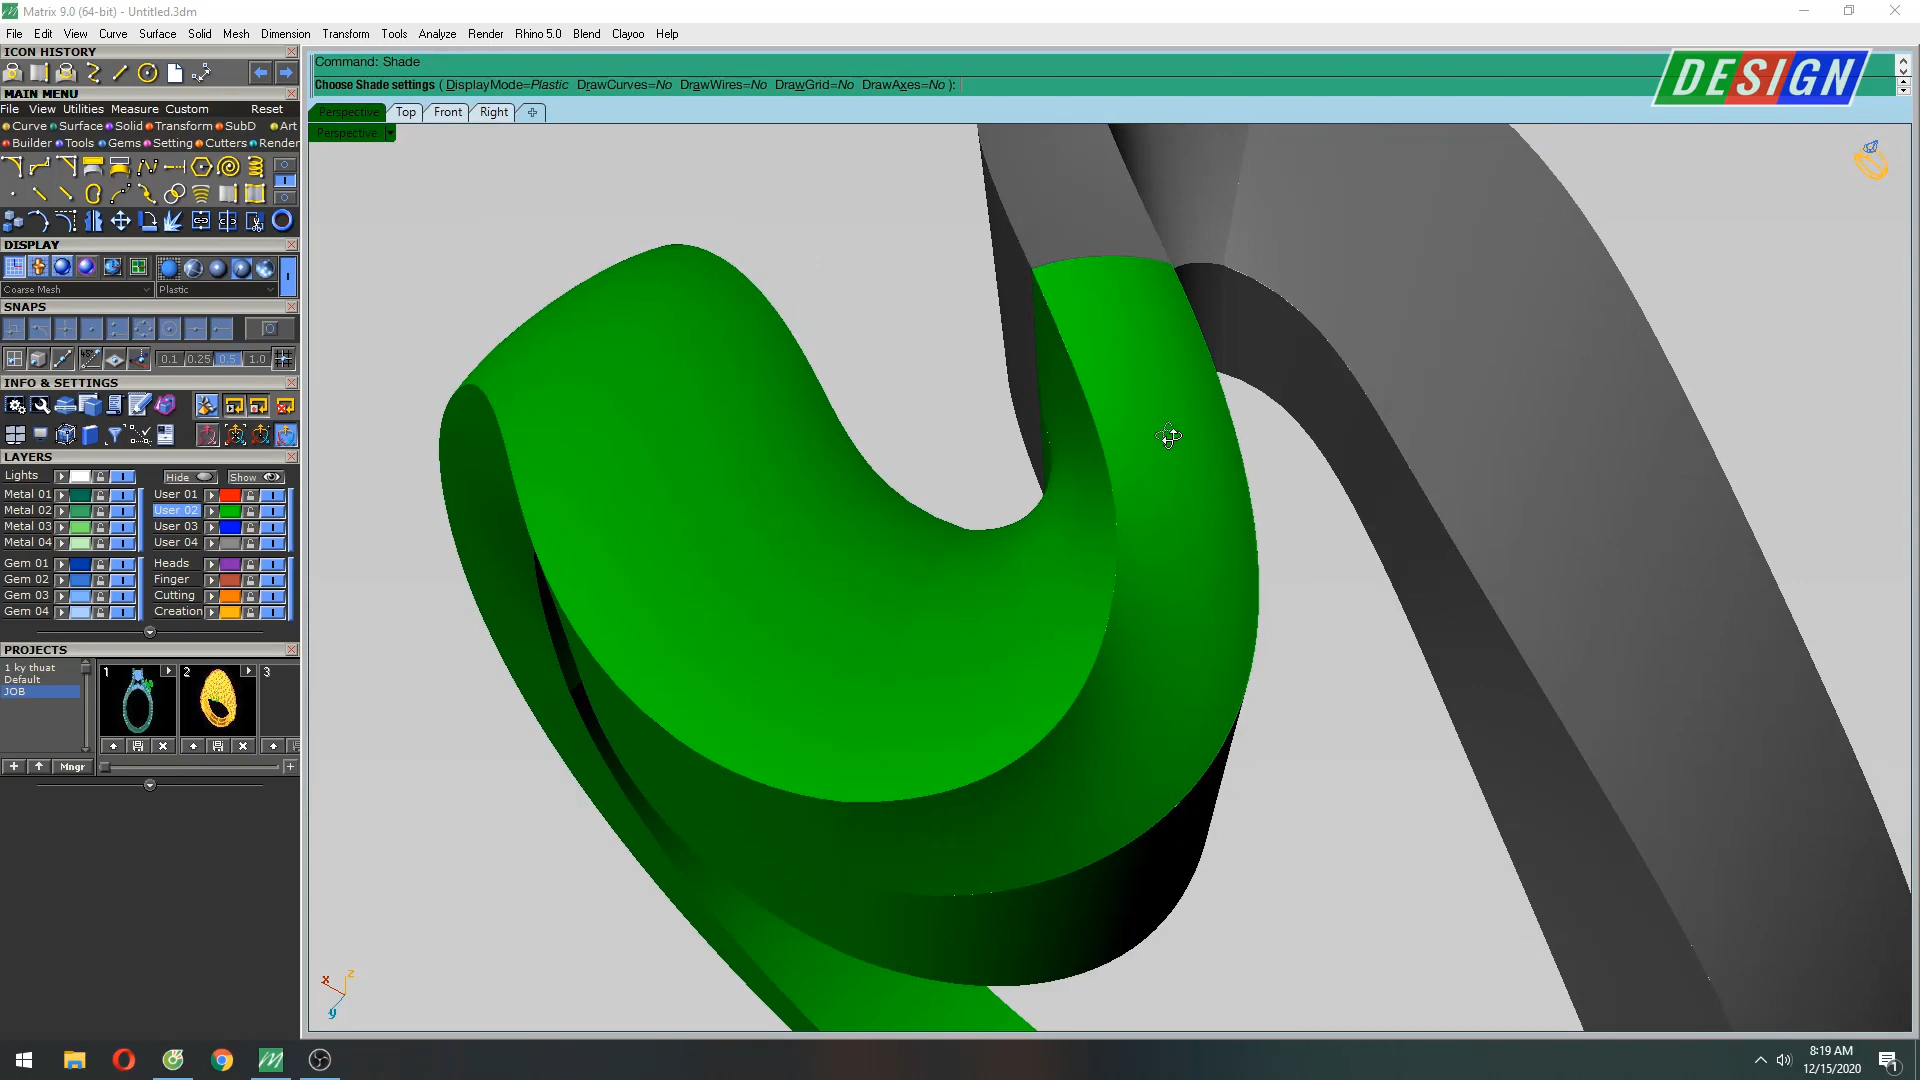 Matrix 9.0 (64-bit) - Untitled.3dm
File Edit View Curve Surface Solid Mesh Dimension Transform Tools Analyze Render Rhino 5.0 Blend Clayoo Help
ICON HISTORY
Command: Shade
Choose Shade settings ( DisplayMode=Plastic DrawCurves=No DrawWires=No DrawGrid=No DrawAxes=No ):
DESIGN
MAIN MENU
File View Utilities Measure Custom Reset
Curve Surface Solid Transform SubD Art
Builder Tools Gems Setting Cutters Render
Perspective Top Front Right
Perspective
DISPLAY
Coarse Mesh Plastic
SNAPS
0.1 0.25 0.5 1.0
INFO & SETTINGS
LAYERS
Lights Hide Show
Metal 01 User 01
Metal 02 User 02
Metal 03 User 03
Metal 04 User 04
Gem 01 Heads
Gem 02 Finger
Gem 03 Cutting
Gem 04 Creation
PROJECTS
1 ky thuat
Default
JOB
1 2 3
Mngr
x z
y
8:19 AM
12/15/2020
1